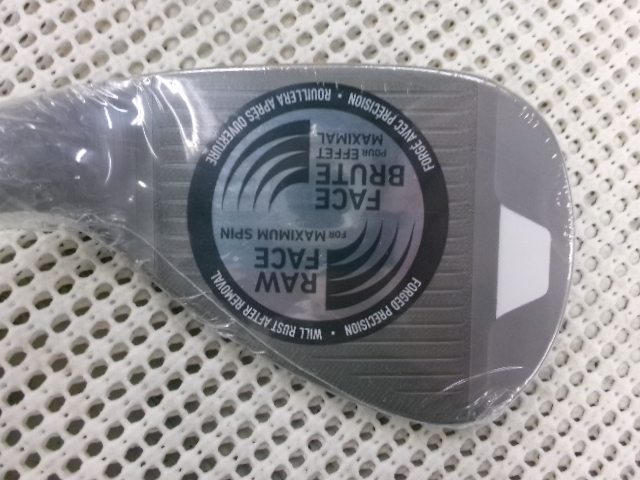 FORGED PRECISION • WILL RUST AFTER REMOVAL
RAW
FACE
FOR MAXIMUM SPIN
FACE
BRUTE
POUR EFFET
MAXIMAL
FORGÉ AVEC PRÉCISION • ROUILLERA APRÈS OUVERTURE